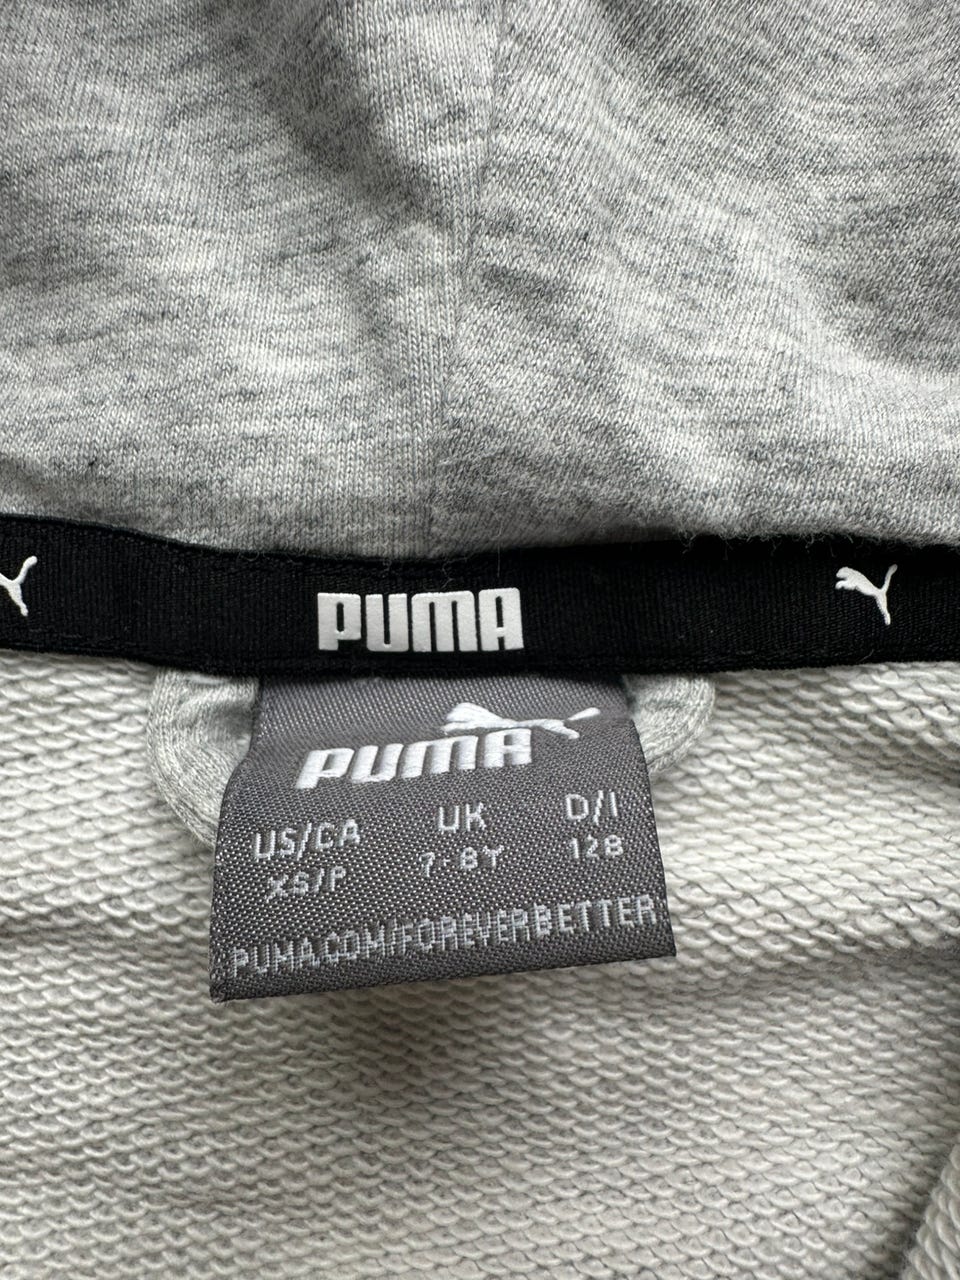 PUMA
PUMA
US/CA UK D/I
XS/P 7-8Y 128
PUMA.COM/FOREVERBETTER